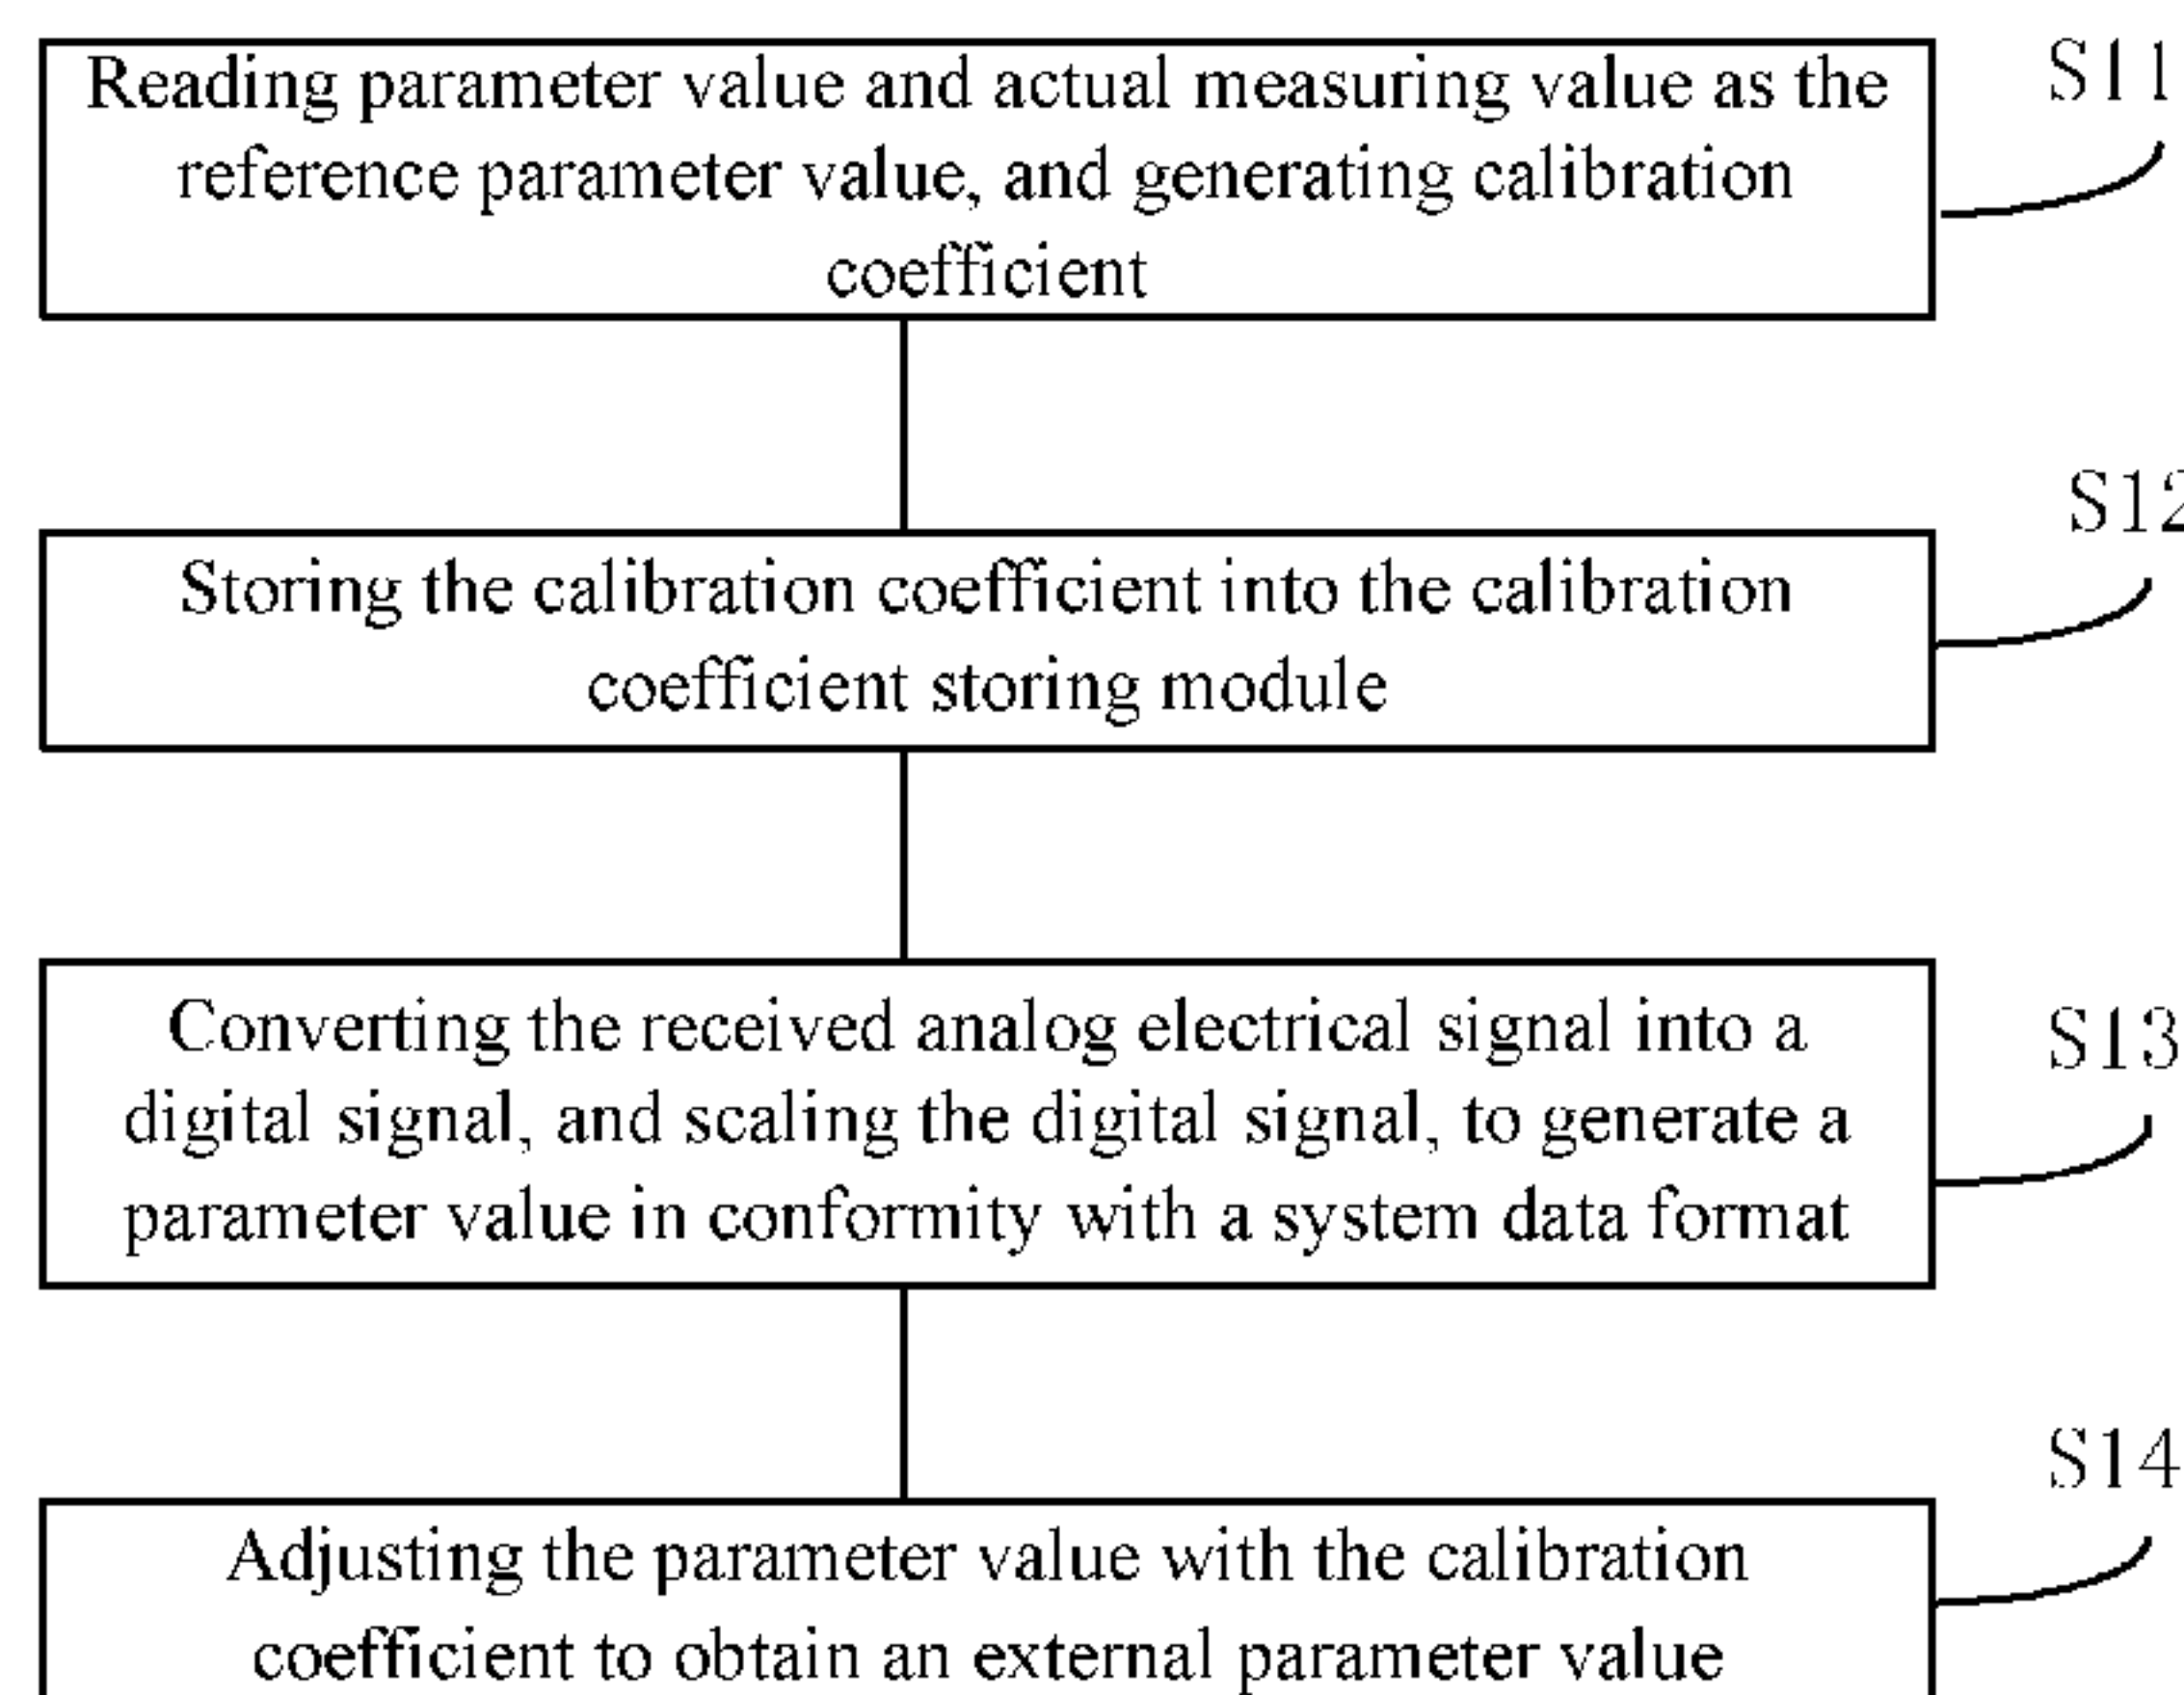 Reading parameter value and actual measuring value as the
reference parameter value, and generating calibration
coefficient
S11
Storing the calibration coefficient into the calibration
coefficient storing module
S12
Converting the received analog electrical signal into a
digital signal, and scaling the digital signal, to generate a
parameter value in conformity with a system data format
S13
Adjusting the parameter value with the calibration
coefficient to obtain an external parameter value
S14